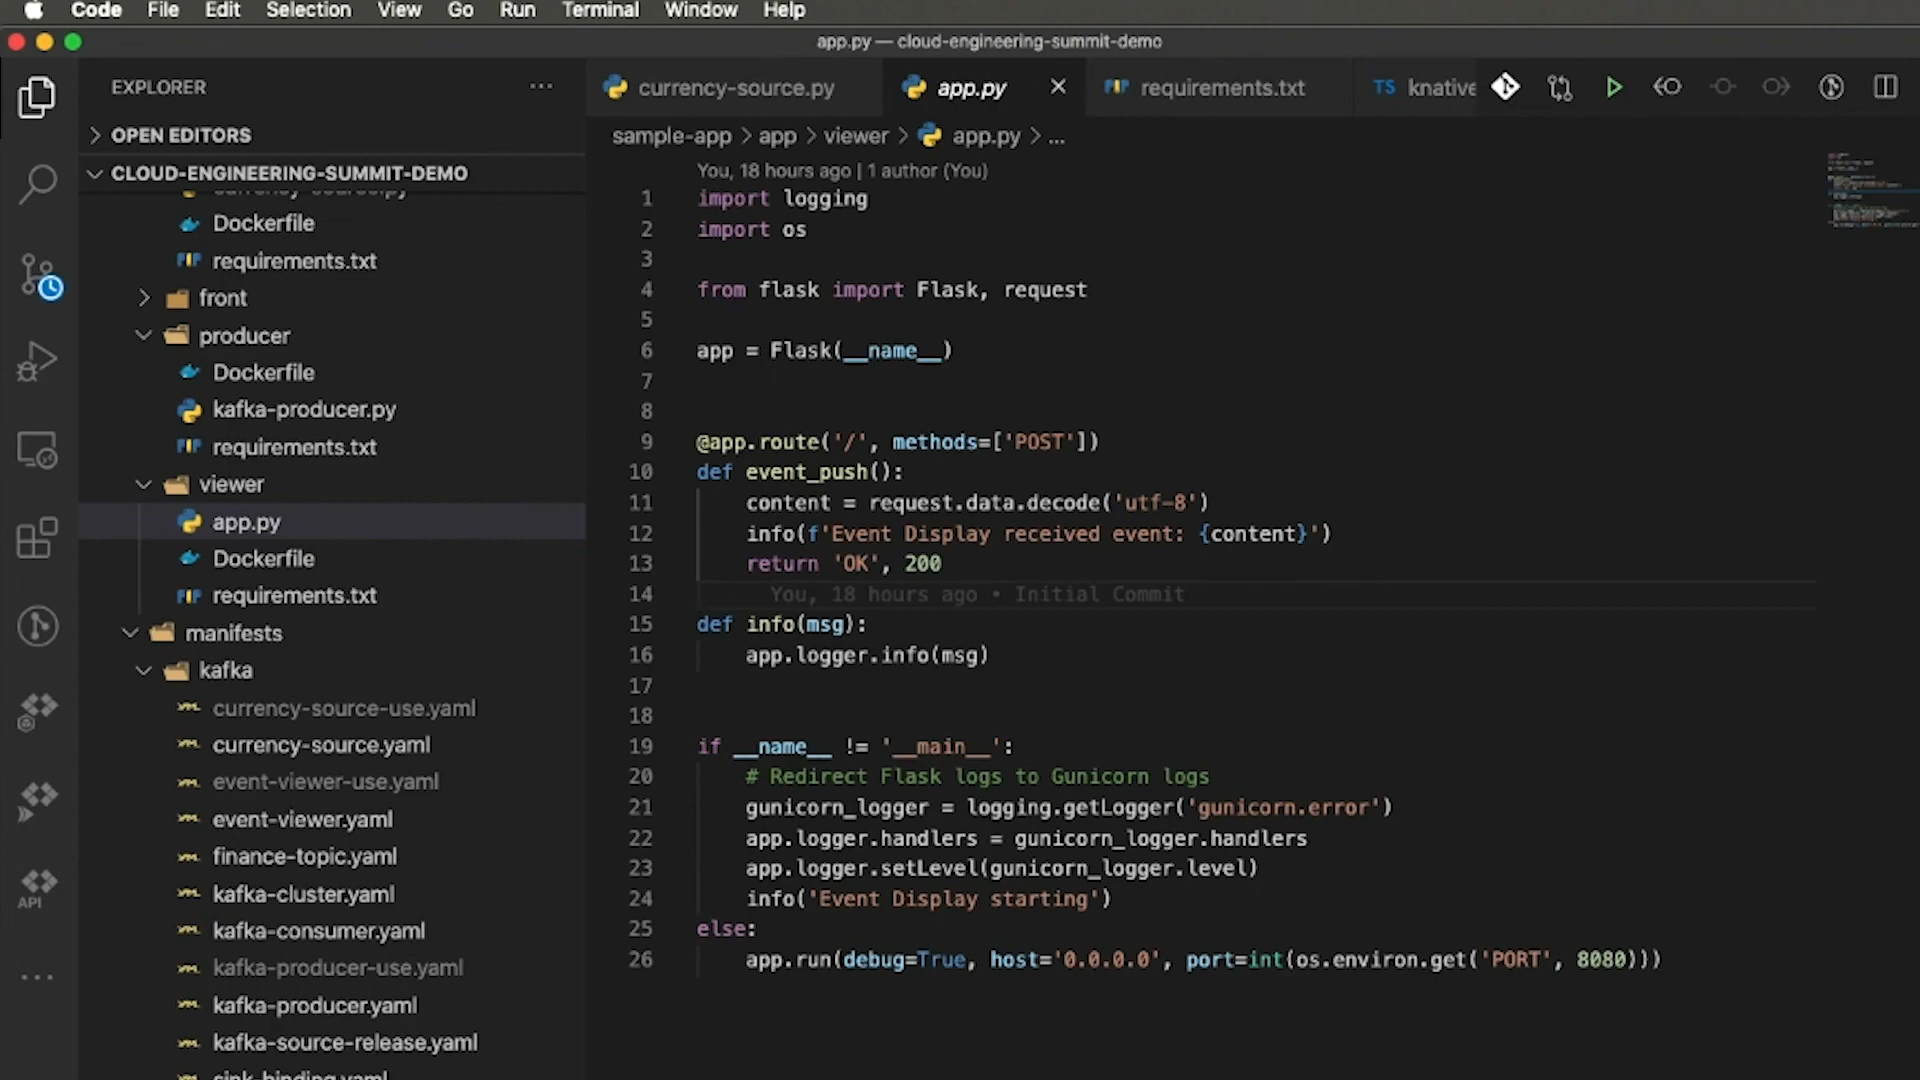 Code File Edit Selection View Go Run Terminal Window Help
app.py — cloud-engineering-summit-demo
EXPLORER
OPEN EDITORS
CLOUD-ENGINEERING-SUMMIT-DEMO
currency-source.py
Dockerfile
requirements.txt
front
producer
Dockerfile
kafka-producer.py
requirements.txt
viewer
app.py
Dockerfile
requirements.txt
manifests
kafka
currency-source-use.yaml
currency-source.yaml
event-viewer-use.yaml
event-viewer.yaml
finance-topic.yaml
kafka-cluster.yaml
kafka-consumer.yaml
kafka-producer-use.yaml
kafka-producer.yaml
kafka-source-release.yaml
sink-binding.yaml
API
currency-source.py app.py requirements.txt TS knative
sample-app > app > viewer > app.py > ...
You, 18 hours ago | 1 author (You)
1 import logging
2 import os
3
4 from flask import Flask, request
5
6 app = Flask(__name__)
7
8
9 @app.route('/', methods=['POST'])
10 def event_push():
11 content = request.data.decode('utf-8')
12 info(f'Event Display received event: {content}')
13 return 'OK', 200
14 You, 18 hours ago • Initial Commit
15 def info(msg):
16 app.logger.info(msg)
17
18
19 if __name__ != '__main__':
20 # Redirect Flask logs to Gunicorn logs
21 gunicorn_logger = logging.getLogger('gunicorn.error')
22 app.logger.handlers = gunicorn_logger.handlers
23 app.logger.setLevel(gunicorn_logger.level)
24 info('Event Display starting')
25 else:
26 app.run(debug=True, host='0.0.0.0', port=int(os.environ.get('PORT', 8080)))